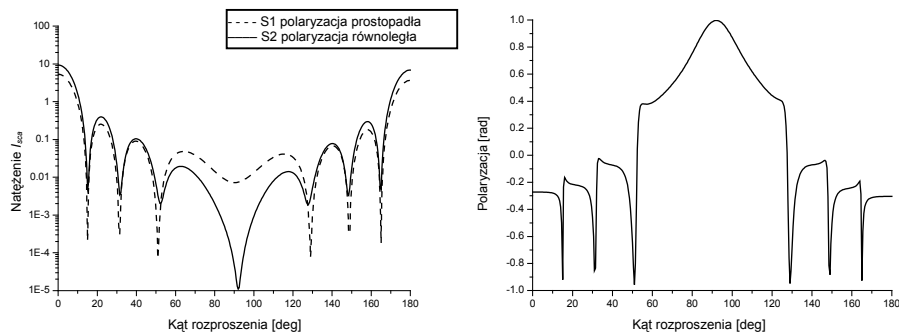 S1 polaryzacja prostopadła
S2 polaryzacja równoległa
100
10
1
0.1
0.01
1E-3
1E-4
1E-5
Natężenie Isca
0 20 40 60 80 100 120 140 160 180
Kąt rozproszenia [deg]
1.0
0.8
0.6
0.4
0.2
0.0
-0.2
-0.4
-0.6
-0.8
-1.0
Polaryzacja [rad]
0 20 40 60 80 100 120 140 160 180
Kąt rozproszenia [deg]